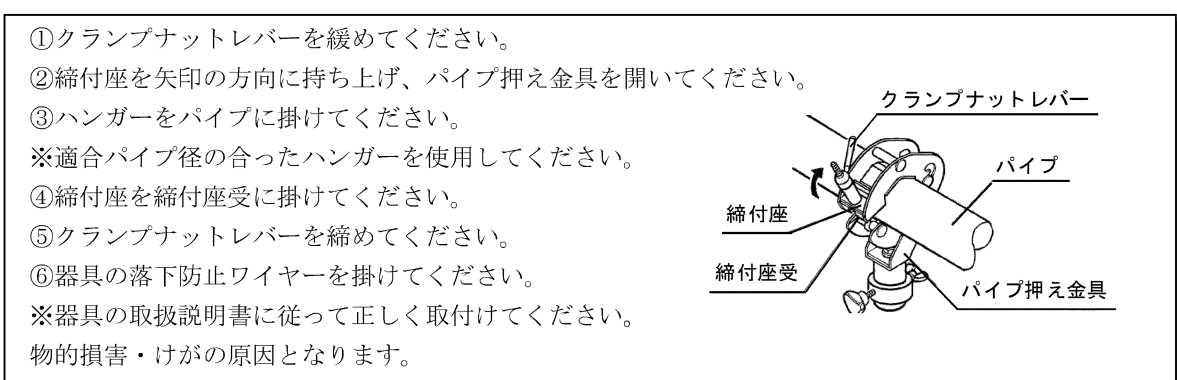 ①クランプナットレバーを緩めてください。
②締付座を矢印の方向に持ち上げ、パイプ押え金具を開いてください。
③ハンガーをパイプに掛けてください。
※適合パイプ径の合ったハンガーを使用してください。
④締付座を締付座受に掛けてください。
⑤クランプナットレバーを締めてください。
⑥器具の落下防止ワイヤーを掛けてください。
※器具の取扱説明書に従って正しく取付けてください。
物的損害・けがの原因となります。
クランプナットレバー
パイプ
締付座
締付座受
パイプ押え金具